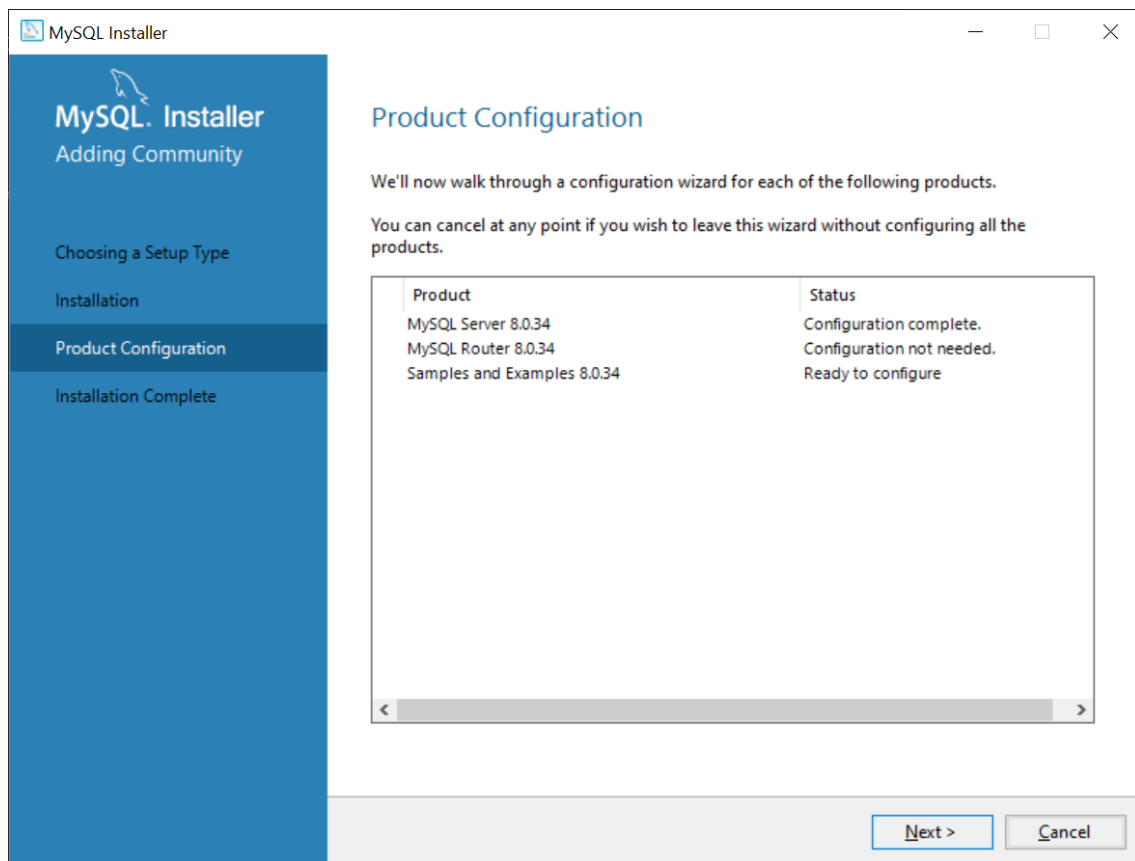 MySQL Installer
MySQL. Installer
Adding Community
Choosing a Setup Type
Installation
Product Configuration
Installation Complete
Product Configuration
We'll now walk through a configuration wizard for each of the following products.
You can cancel at any point if you wish to leave this wizard without configuring all the
products.
Product Status
MySQL Server 8.0.34 Configuration complete.
MySQL Router 8.0.34 Configuration not needed.
Samples and Examples 8.0.34 Ready to configure
Next > Cancel